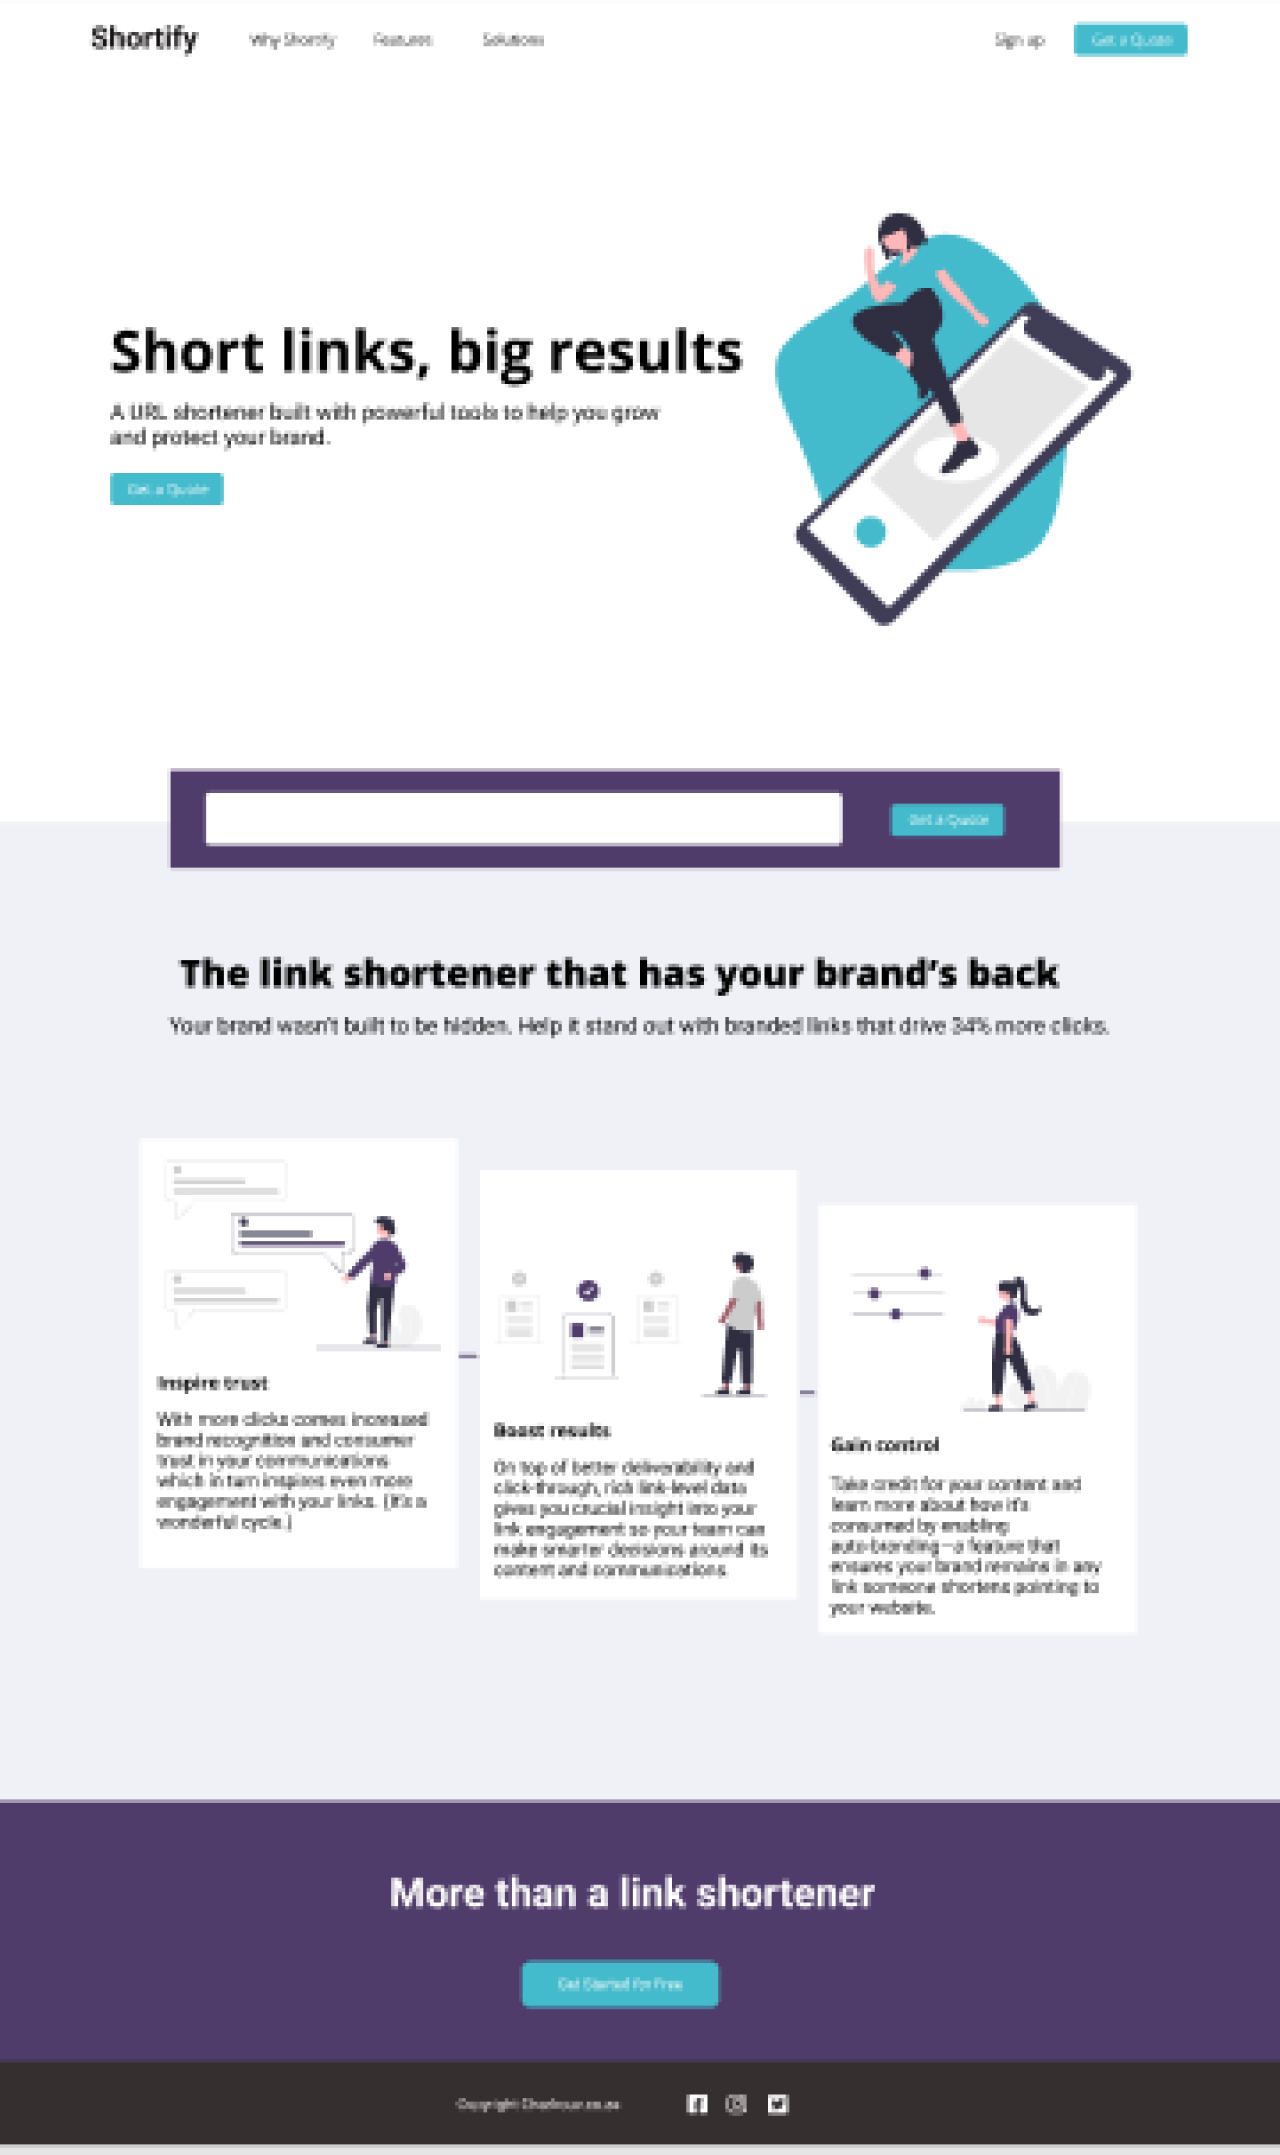 Shortify
Why Shortify
Features
Solutions
Sign up
Get a Quote
Short links, big results
A URL shortener built with powerful tools to help you grow
and protect your brand.
Get a Quote
Get a Quote
The link shortener that has your brand's back
Your brand wasn't built to be hidden. Help it stand out with branded links that drive 34% more clicks.
Inspire trust
With more clicks comes increased
brand recognition and consumer
trust in your communications
which in turn inspires even more
engagement with your links. (It's a
wonderful cycle.)
Boost results
On top of better deliverability and
click-through, rich link-level data
gives you crucial insight into your
link engagement so your team can
make smarter decisions around its
content and communications.
Gain control
Take credit for your content and
learn more about how it's
consumed by enabling
auto-branding—a feature that
ensures your brand remains in any
link someone shortens pointing to
your website.
More than a link shortener
Get Started for Free
Copyright